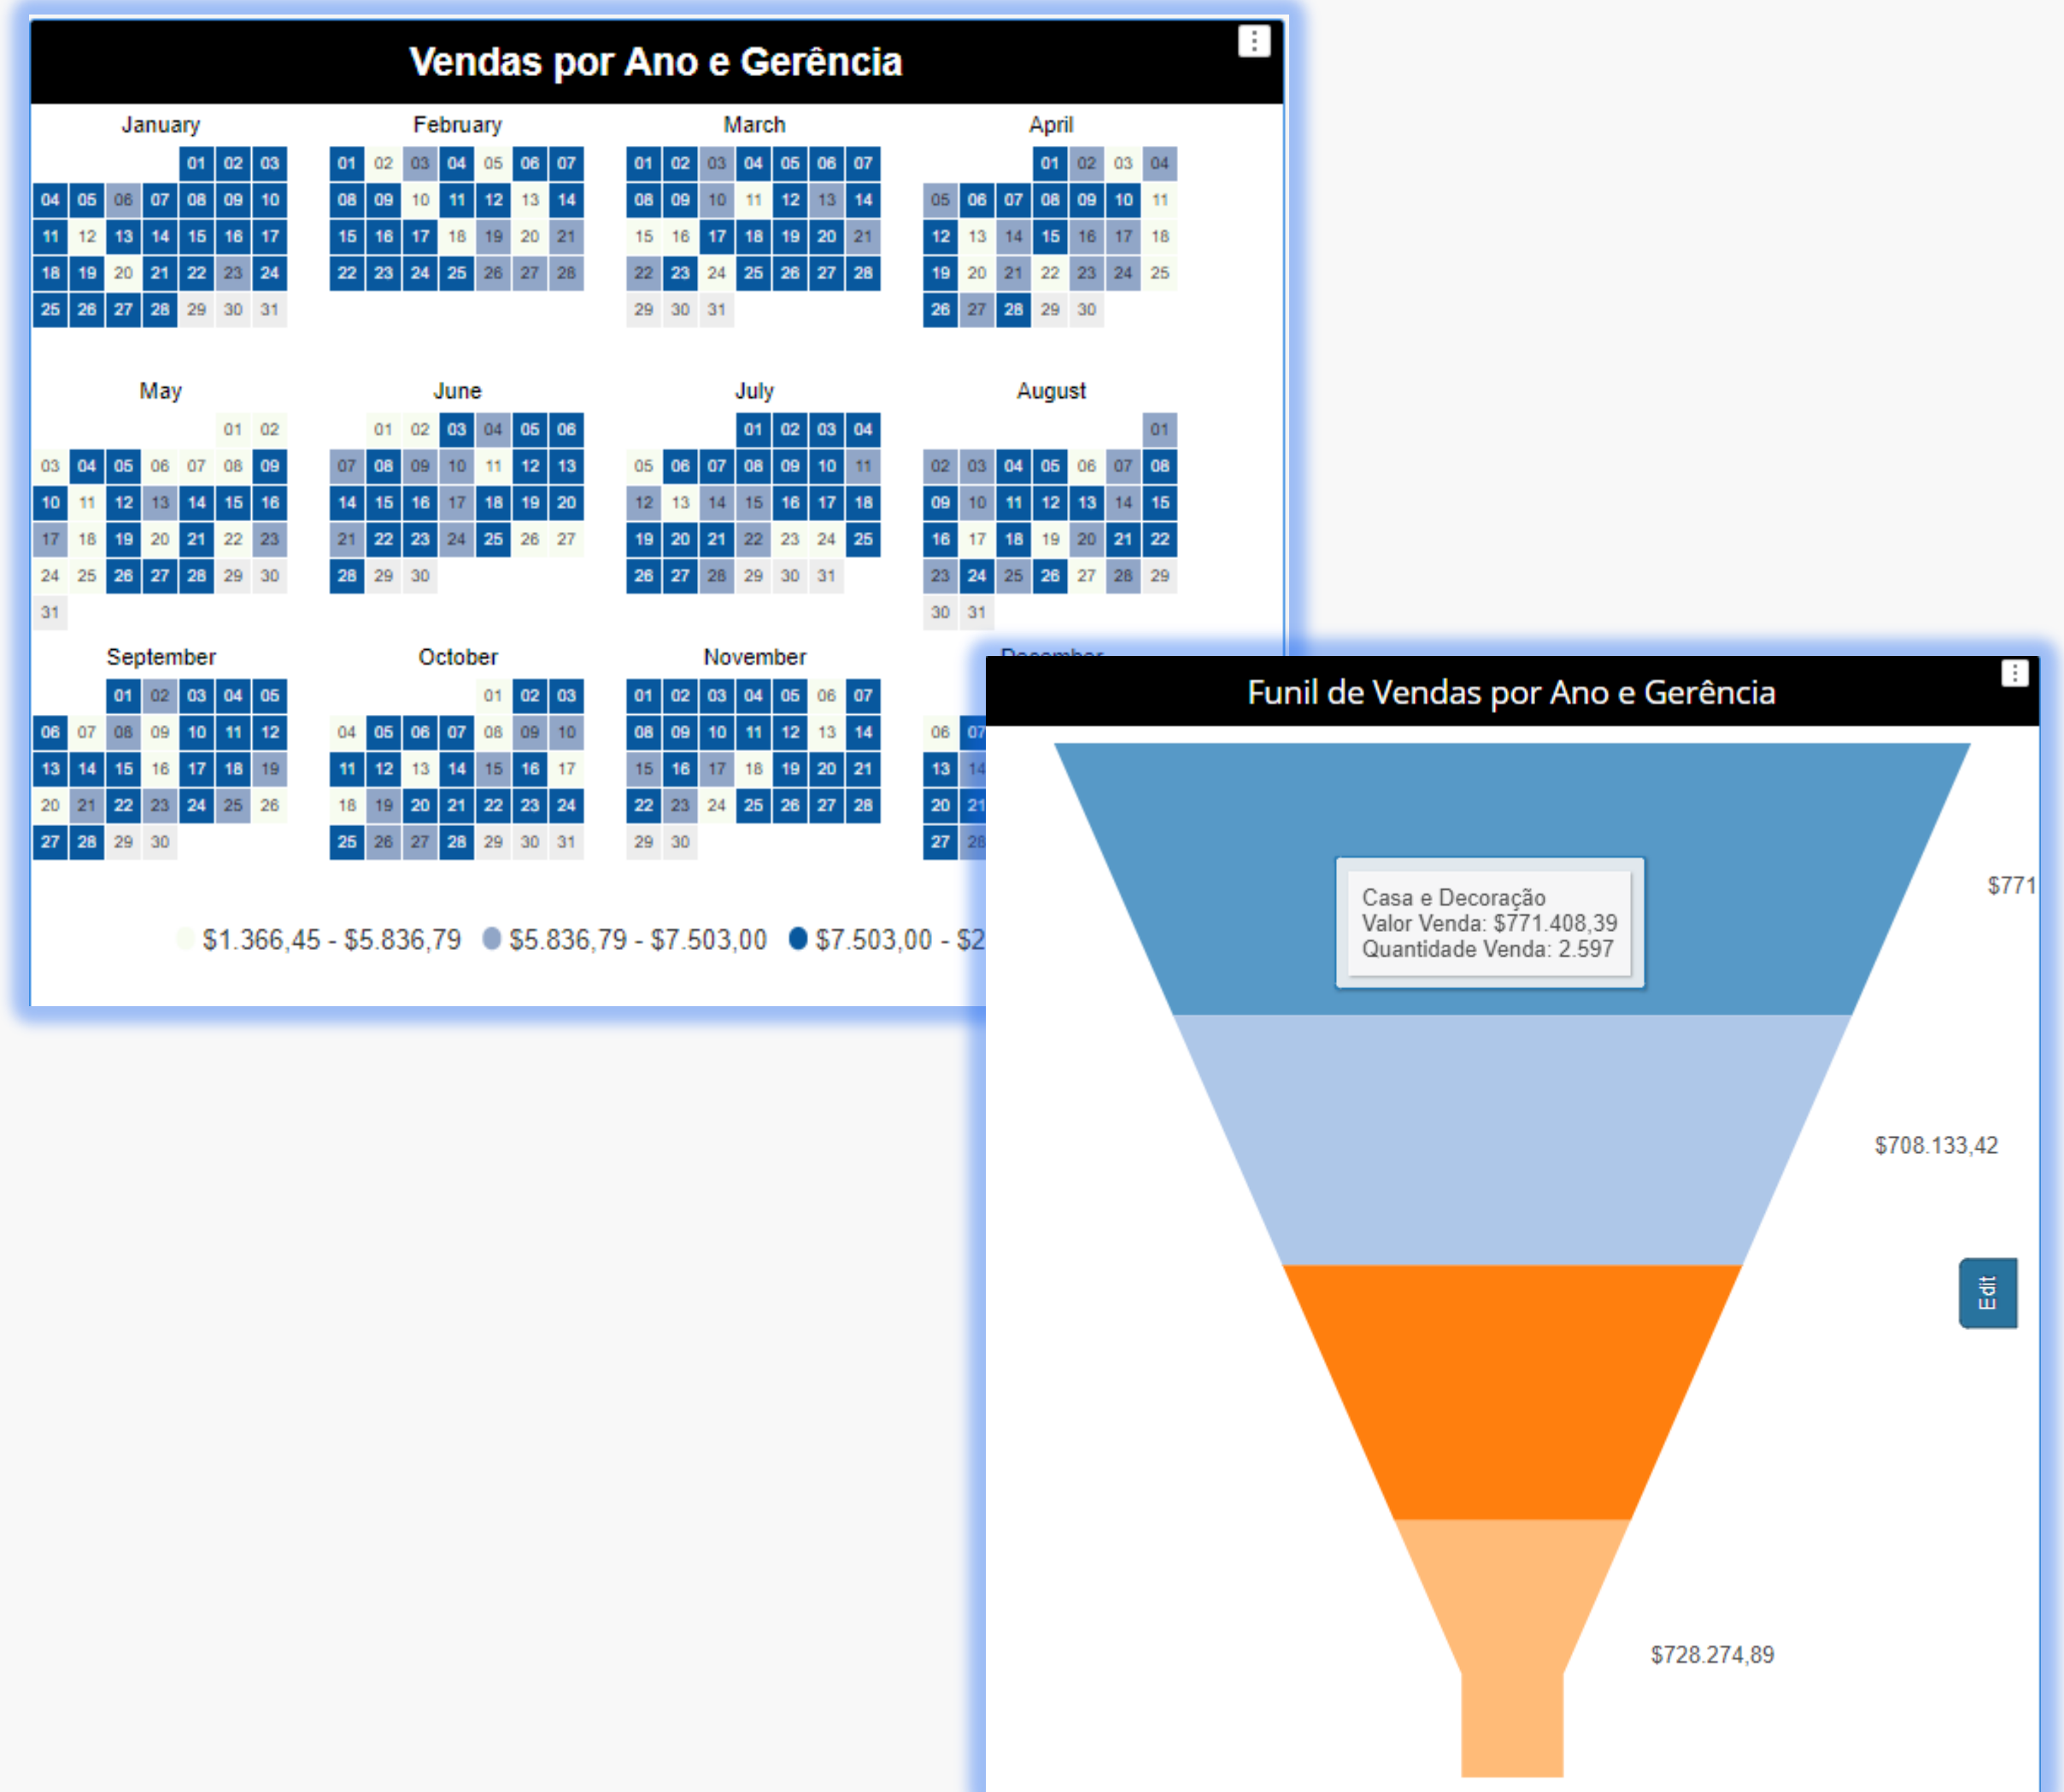 Vendas por Ano e Gerência
January February March April
01 02 03 01 02 03 04 05 06 07 01 02 03 04 05 06 07 01 02 03 04
04 05 06 07 08 09 10 08 09 10 11 12 13 14 08 09 10 11 12 13 14 05 06 07 08 09 10 11
11 12 13 14 15 16 17 15 16 17 18 19 20 21 15 16 17 18 19 20 21 12 13 14 15 16 17 18
18 19 20 21 22 23 24 22 23 24 25 26 27 28 22 23 24 25 26 27 28 19 20 21 22 23 24 25
25 26 27 28 29 30 31 29 30 31 26 27 28 29 30
May June July August
01 02 01 02 03 04 05 06 01 02 03 04 01
03 04 05 06 07 08 09 07 08 09 10 11 12 13 05 06 07 08 09 10 11 02 03 04 05 06 07 08
10 11 12 13 14 15 16 14 15 16 17 18 19 20 12 13 14 15 16 17 18 09 10 11 12 13 14 15
17 18 19 20 21 22 23 21 22 23 24 25 26 27 19 20 21 22 23 24 25 16 17 18 19 20 21 22
24 25 26 27 28 29 30 28 29 30 26 27 28 29 30 31 23 24 25 26 27 28 29
31 30 31
September October November
01 02 03 04 05 01 02 03 01 02 03 04 05 06 07
06 07 08 09 10 11 12 04 05 06 07 08 09 10 08 09 10 11 12 13 14 06 07
13 14 15 16 17 18 19 11 12 13 14 15 16 17 15 16 17 18 19 20 21 13 14
20 21 22 23 24 25 26 18 19 20 21 22 23 24 22 23 24 25 26 27 28 20 21
27 28 29 30 25 26 27 28 29 30 31 29 30 27 28
$1.366,45 - $5.836,79 $5.836,79 - $7.503,00 $7.503,00 - $2
Funil de Vendas por Ano e Gerência
Casa e Decoração
Valor Venda: $771.408,39
Quantidade Venda: 2.597
$771
$708.133,42
Edit
$728.274,89